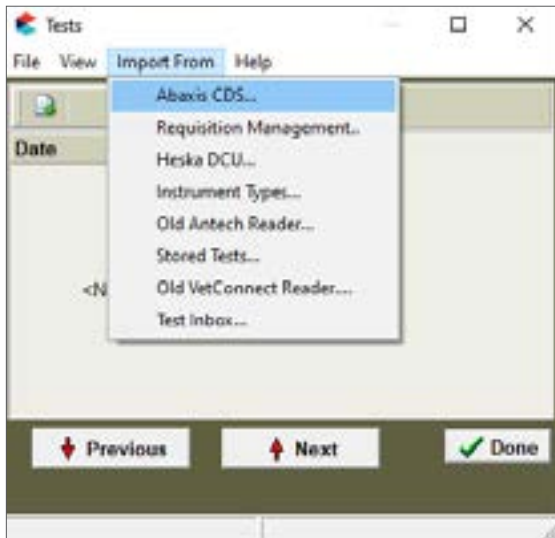 Tests
File View Import From Help
Abaxis CDS...
Requisition Management..
Date
Heska DCU...
Instrument Types...
Old Antech Reader...
Stored Tests...
<N
Old VetConnect Reader....
Test Inbox...
Previous Next Done